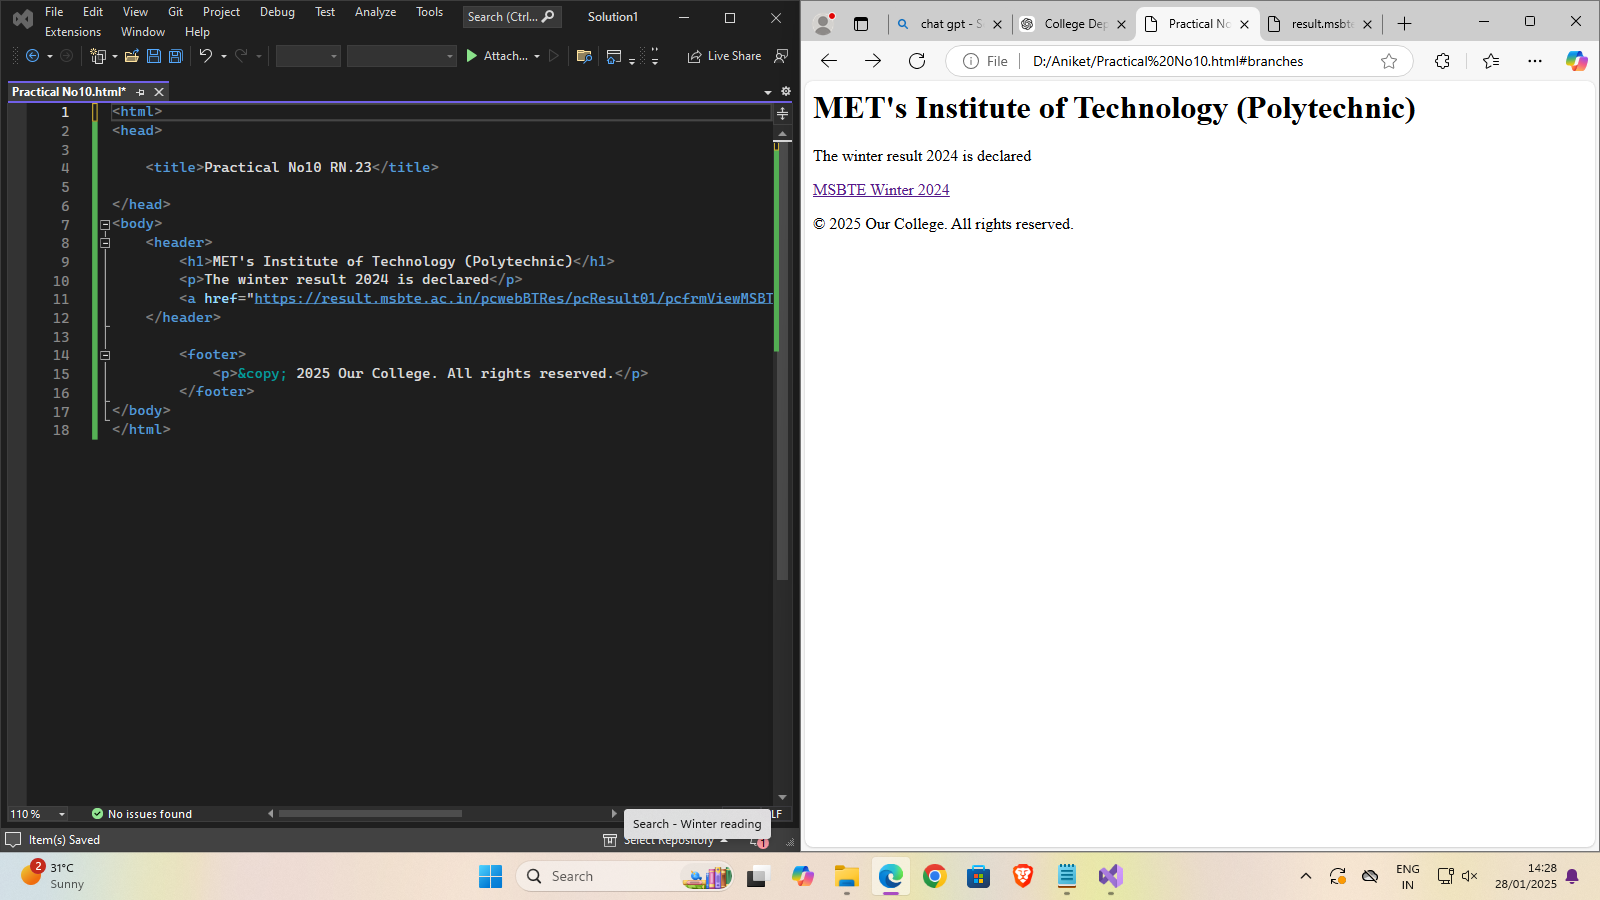 File Edit View Git Project Debug Test Analyze Tools Search (Ctrl... Solution1
Extensions Window Help
Attach... Live Share
Practical No10.html*
1 <html>
2 <head>
3
4 <title>Practical No10 RN.23</title>
5
6 </head>
7 <body>
8 <header>
9 <h1>MET's Institute of Technology (Polytechnic)</h1>
10 <p>The winter result 2024 is declared</p>
11 <a href="https://result.msbte.ac.in/pcwebBTRes/pcResult01/pcfrmViewMSBT
12 </header>
13
14 <footer>
15 <p>&copy; 2025 Our College. All rights reserved.</p>
16 </footer>
17 </body>
18 </html>
110 % No issues found LF
Search - Winter reading
Item(s) Saved Select Repository 1
chat gpt - S College Dep Practical No result.msbte
File D:/Aniket/Practical%20No10.html#branches
MET's Institute of Technology (Polytechnic)
The winter result 2024 is declared
MSBTE Winter 2024
© 2025 Our College. All rights reserved.
2 31°C
Sunny
Search
ENG
IN
14:28
28/01/2025